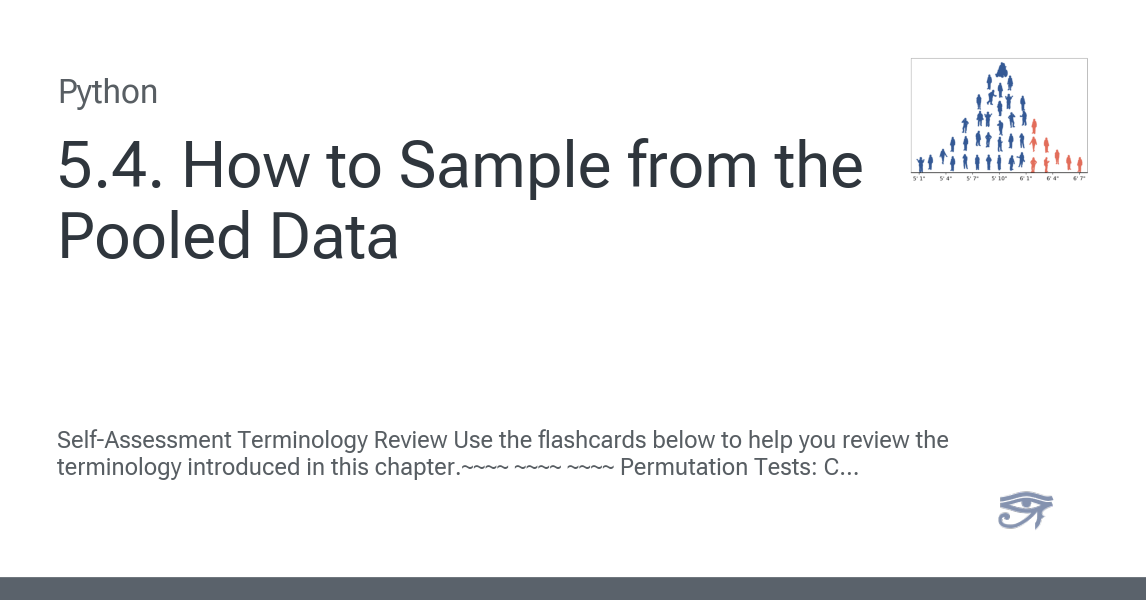 Python
5.4. How to Sample from the
Pooled Data
5' 1" 5' 4" 5' 7" 5' 10" 6' 1" 6' 4" 6' 7"
Self-Assessment Terminology Review Use the flashcards below to help you review the
terminology introduced in this chapter.~~~~ ~~~~ ~~~~ Permutation Tests: C...